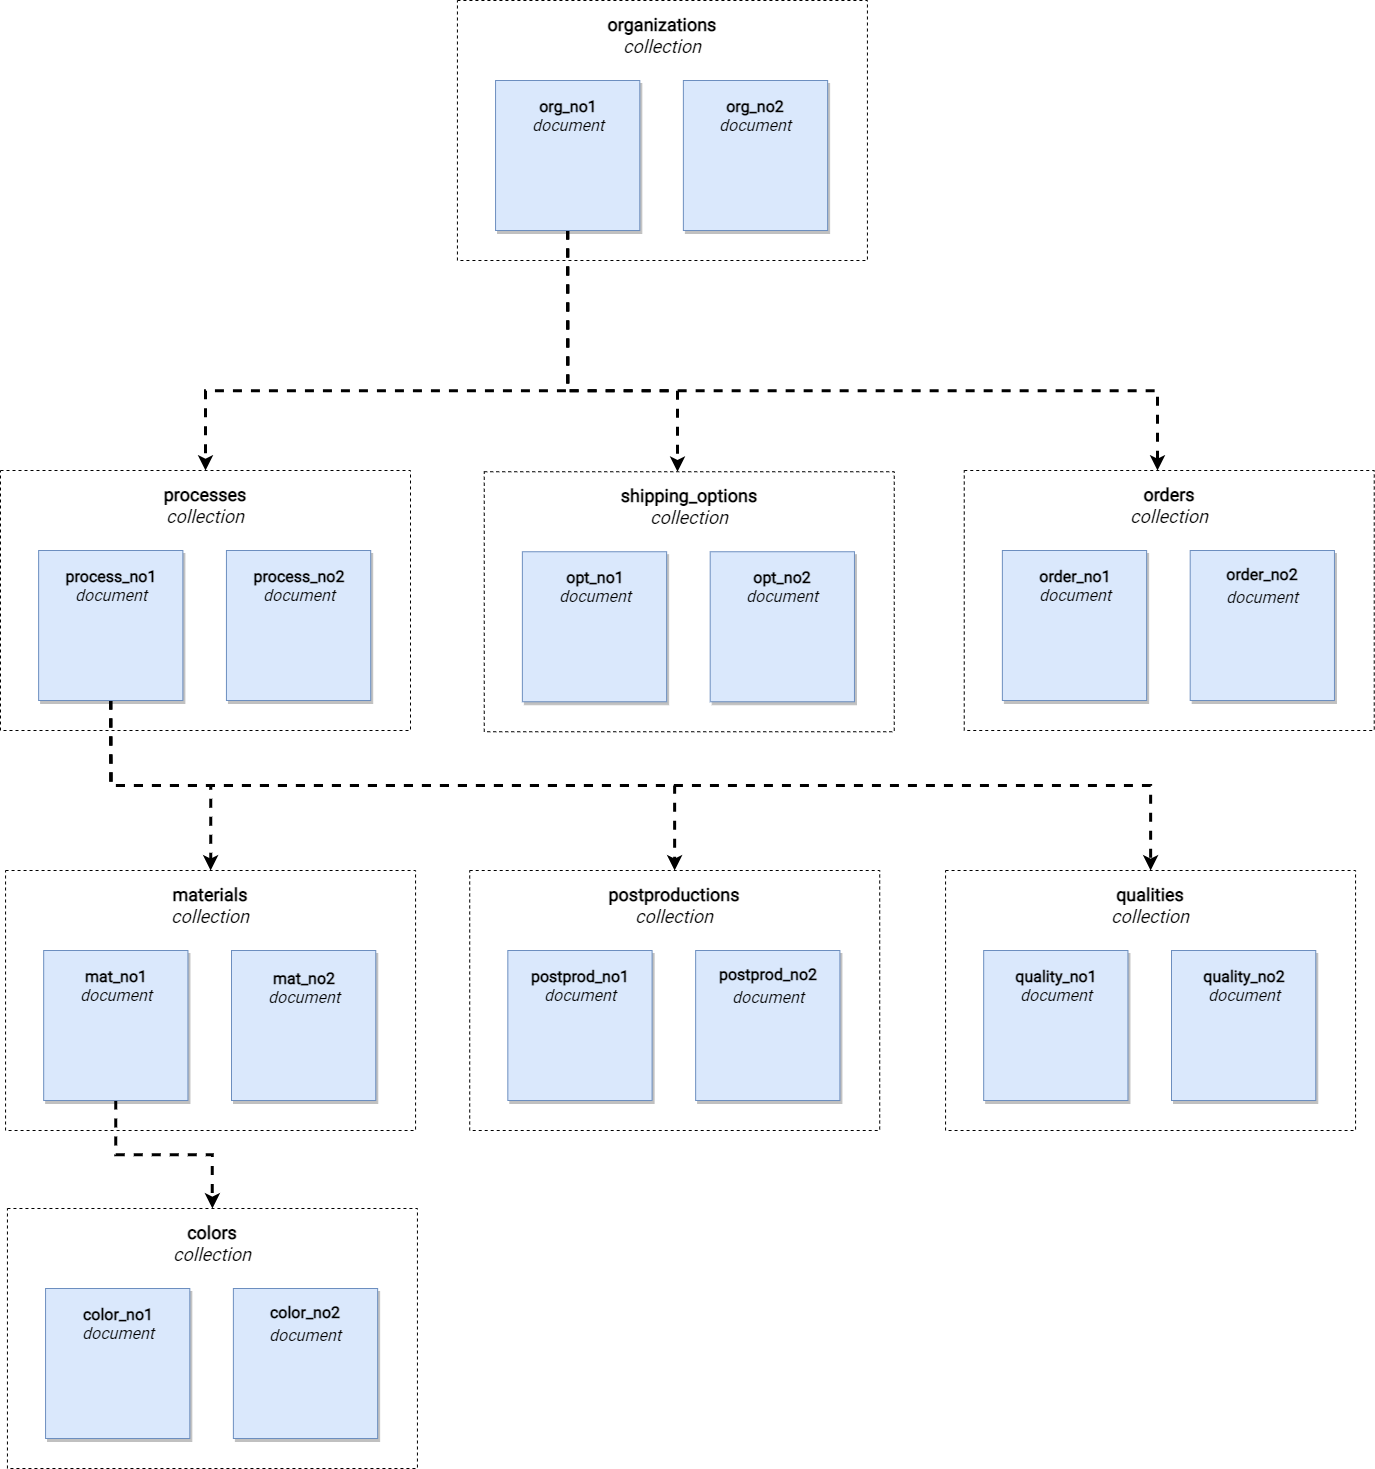 organizations
collection
org_no1
document
org_no2
document
processes
collection
process_no1
document
process_no2
document
shipping_options
collection
opt_no1
document
opt_no2
document
orders
collection
order_no1
document
order_no2
document
materials
collection
mat_no1
document
mat_no2
document
postproductions
collection
postprod_no1
document
postprod_no2
document
qualities
collection
quality_no1
document
quality_no2
document
colors
collection
color_no1
document
color_no2
document